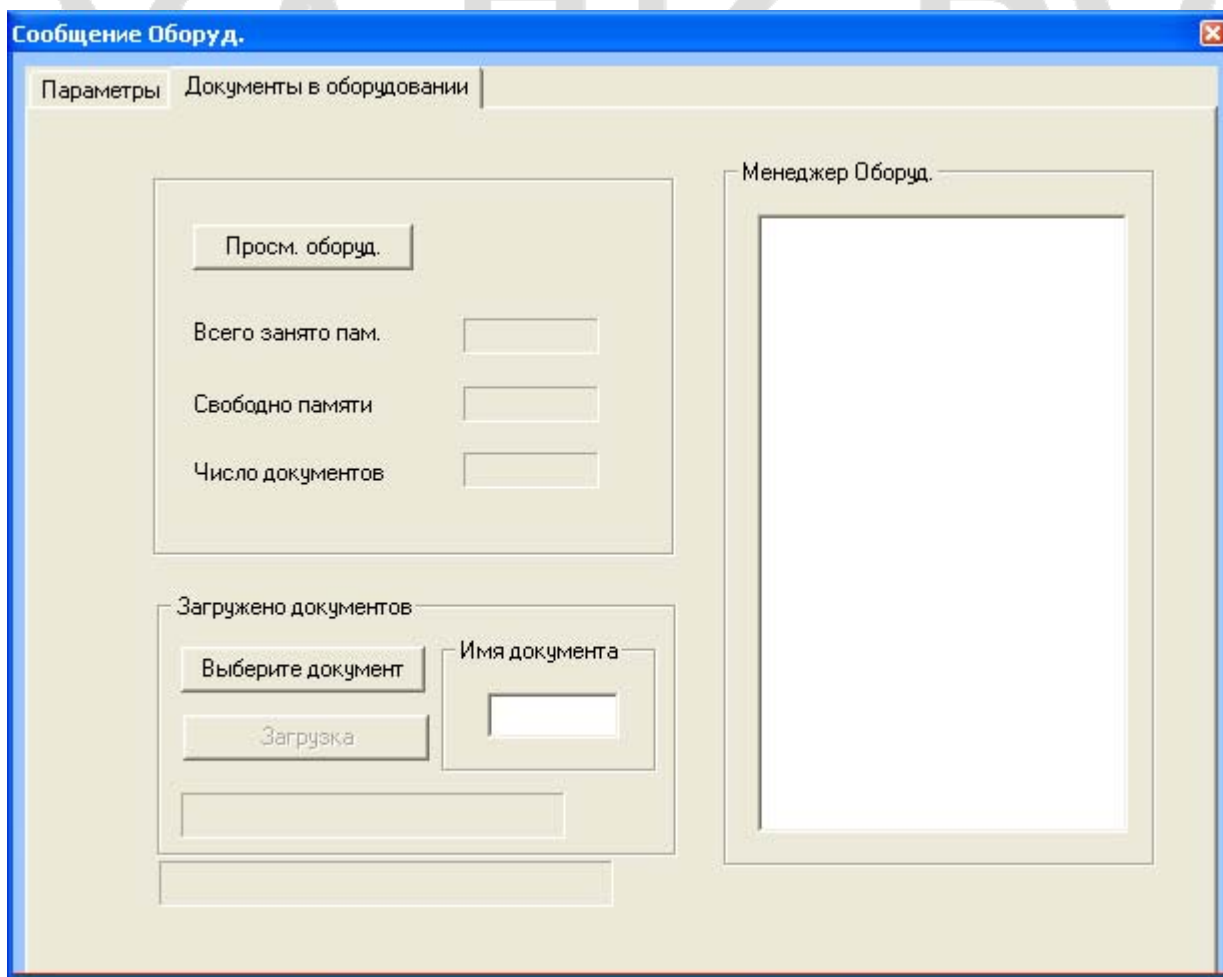 Сообщение Оборуд.
Параметры
Документы в оборудовании
Просм. оборуд.
Всего занято пам.
Свободно памяти
Число документов
Загружено документов
Выберите документ
Имя документа
Загрузка
Менеджер Оборуд.